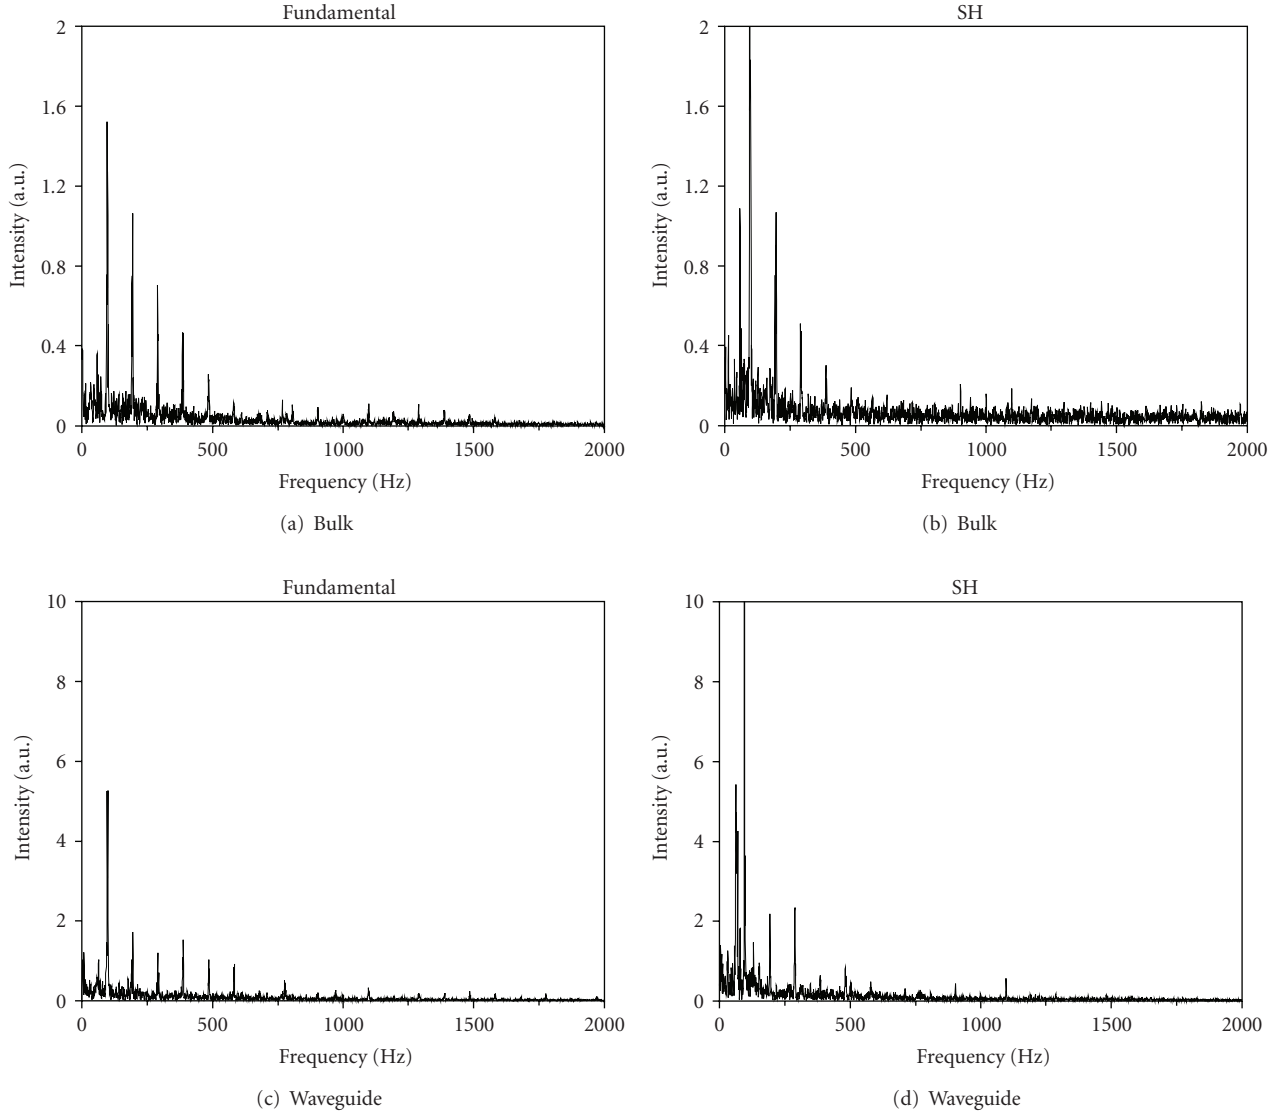 Fundamental
2
1.6
1.2
0.8
0.4
0
Intensity (a.u.)
0 500 1000 1500 2000
Frequency (Hz)
(a) Bulk
SH
2
1.6
1.2
0.8
0.4
0
Intensity (a.u.)
0 500 1000 1500 2000
Frequency (Hz)
(b) Bulk
Fundamental
10
8
6
4
2
0
Intensity (a.u.)
0 500 1000 1500 2000
Frequency (Hz)
(c) Waveguide
SH
10
8
6
4
2
0
Intensity (a.u.)
0 500 1000 1500 2000
Frequency (Hz)
(d) Waveguide